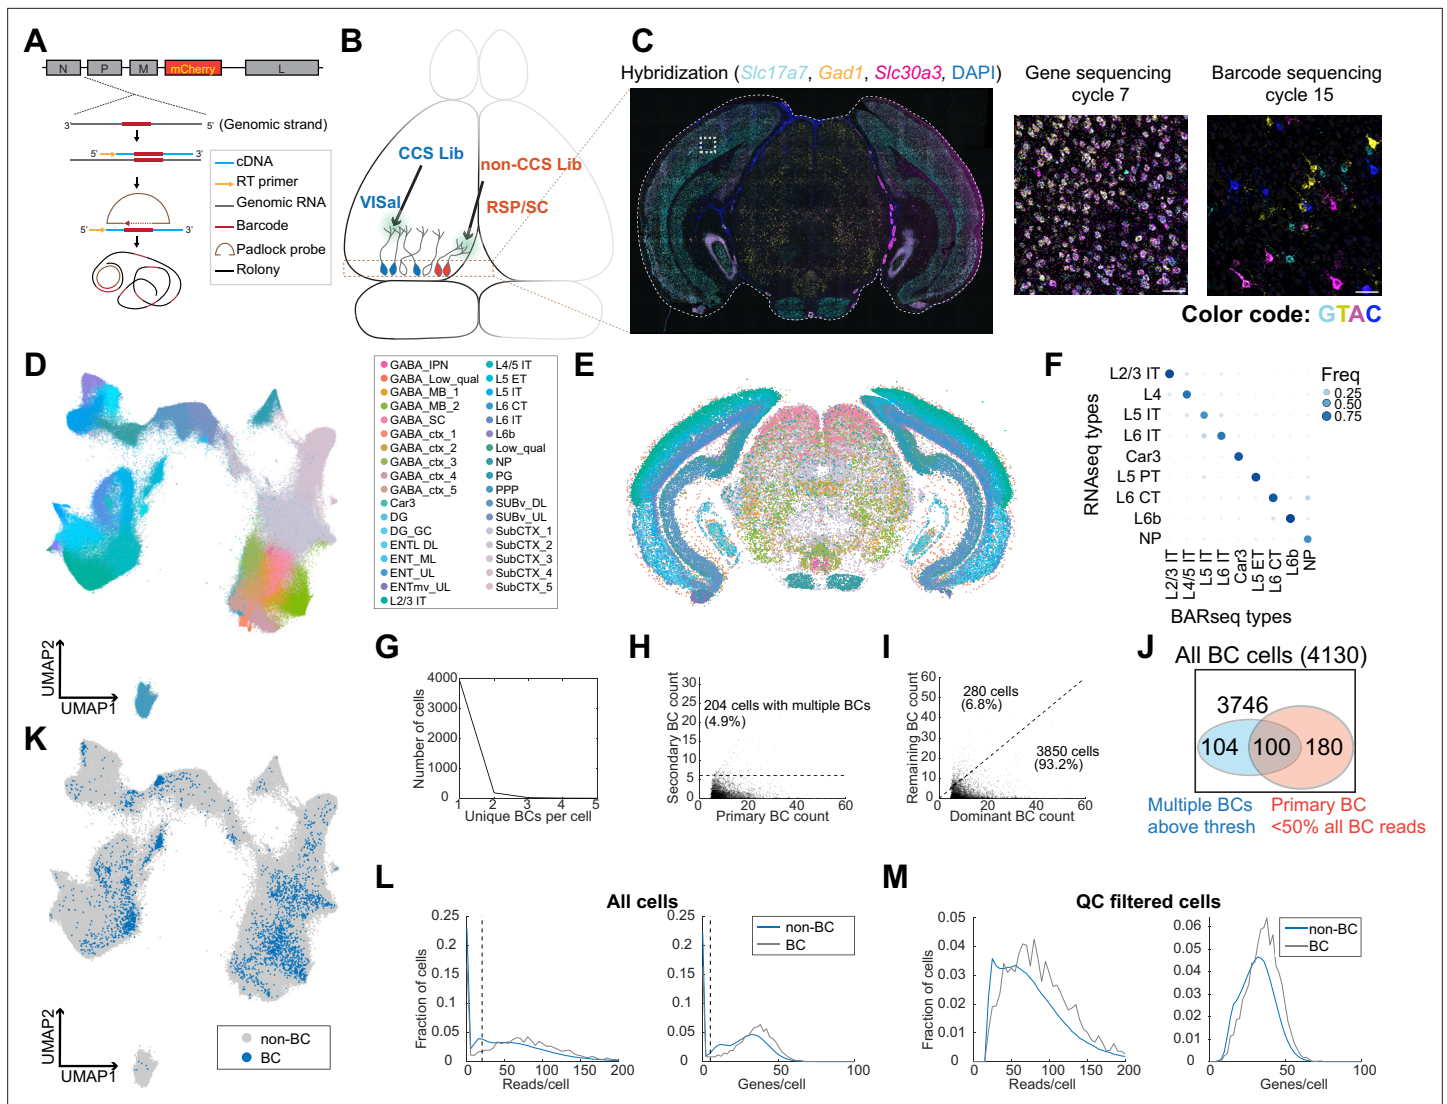 A
N
P
M
mCherry
L
3'
5'
(Genomic strand)
5'
3'
5'
3'
cDNA
RT primer
Genomic RNA
Barcode
Padlock probe
Rolony
B
CCS Lib
non-CCS Lib
VISal
RSP/SC
C
Hybridization (Slc17a7, Gad1, Slc30a3, DAPI)
Gene sequencing
cycle 7
Barcode sequencing
cycle 15
Color code: GTAC
D
UMAP2
UMAP1
GABA_IPN
GABA_Low_qual
GABA_MB_1
GABA_MB_2
GABA_SC
GABA_ctx_1
GABA_ctx_2
GABA_ctx_3
GABA_ctx_4
GABA_ctx_5
Car3
DG
DG_GC
ENTL DL
ENT_ML
ENT_UL
ENTmv_UL
L2/3 IT
L4/5 IT
L5 ET
L5 IT
L6 CT
L6 IT
L6b
Low_qual
NP
PG
PPP
SUBv_DL
SUBv_UL
SubCTX_1
SubCTX_2
SubCTX_3
SubCTX_4
SubCTX_5
E
F
RNAseq types
L2/3 IT
L4
L5 IT
L6 IT
Car3
L5 PT
L6 CT
L6b
NP
L2/3 IT
L4/5 IT
L5 IT
L6 IT
Car3
L5 ET
L6 CT
L6b
NP
BARseq types
Freq
0.25
0.50
0.75
G
Number of cells
4000
3000
2000
1000
0
1 2 3 4 5
Unique BCs per cell
H
Secondary BC count
30
25
20
15
10
5
0
204 cells with multiple BCs
(4.9%)
0 20 40 60
Primary BC count
I
Remaining BC count
60
50
40
30
20
10
0
280 cells
(6.8%)
3850 cells
(93.2%)
0 20 40 60
Dominant BC count
J
All BC cells (4130)
3746
104
100
180
Multiple BCs
above thresh
Primary BC
<50% all BC reads
K
UMAP2
UMAP1
non-BC
BC
L
All cells
Fraction of cells
0.25
0.2
0.15
0.1
0.05
0
0 50 100 150 200
Reads/cell
0.25
0.2
0.15
0.1
0.05
0
0 50 100
Genes/cell
non-BC
BC
M
QC filtered cells
Fraction of cells
0.05
0.04
0.03
0.02
0.01
0
0 50 100 150 200
Reads/cell
0.06
0.05
0.04
0.03
0.02
0.01
0
0 50 100
Genes/cell
non-BC
BC